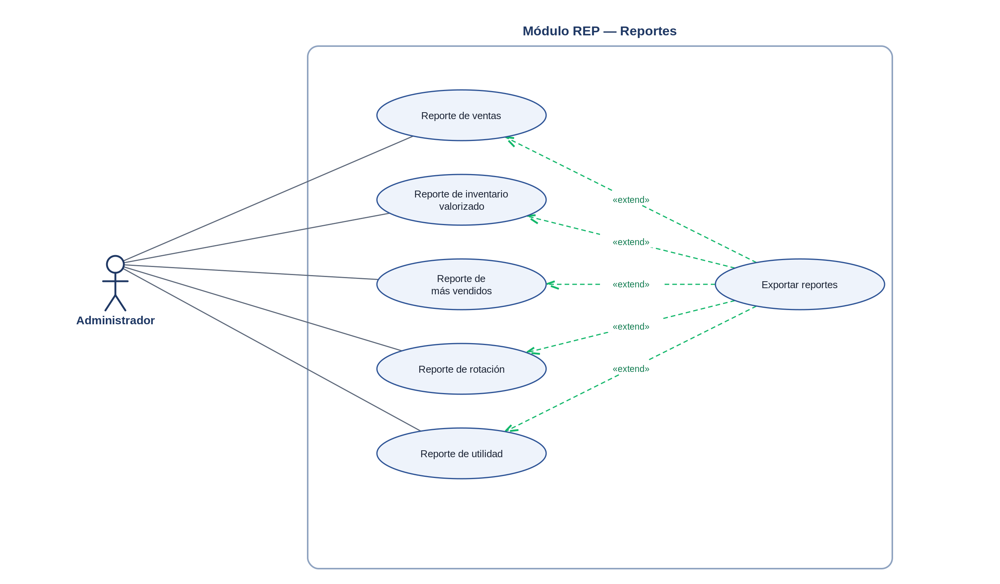 Módulo REP — Reportes
Reporte de ventas
Reporte de inventario
valorizado
«extend»
«extend»
Reporte de
más vendidos
«extend»
Exportar reportes
Administrador
«extend»
Reporte de rotación
«extend»
Reporte de utilidad